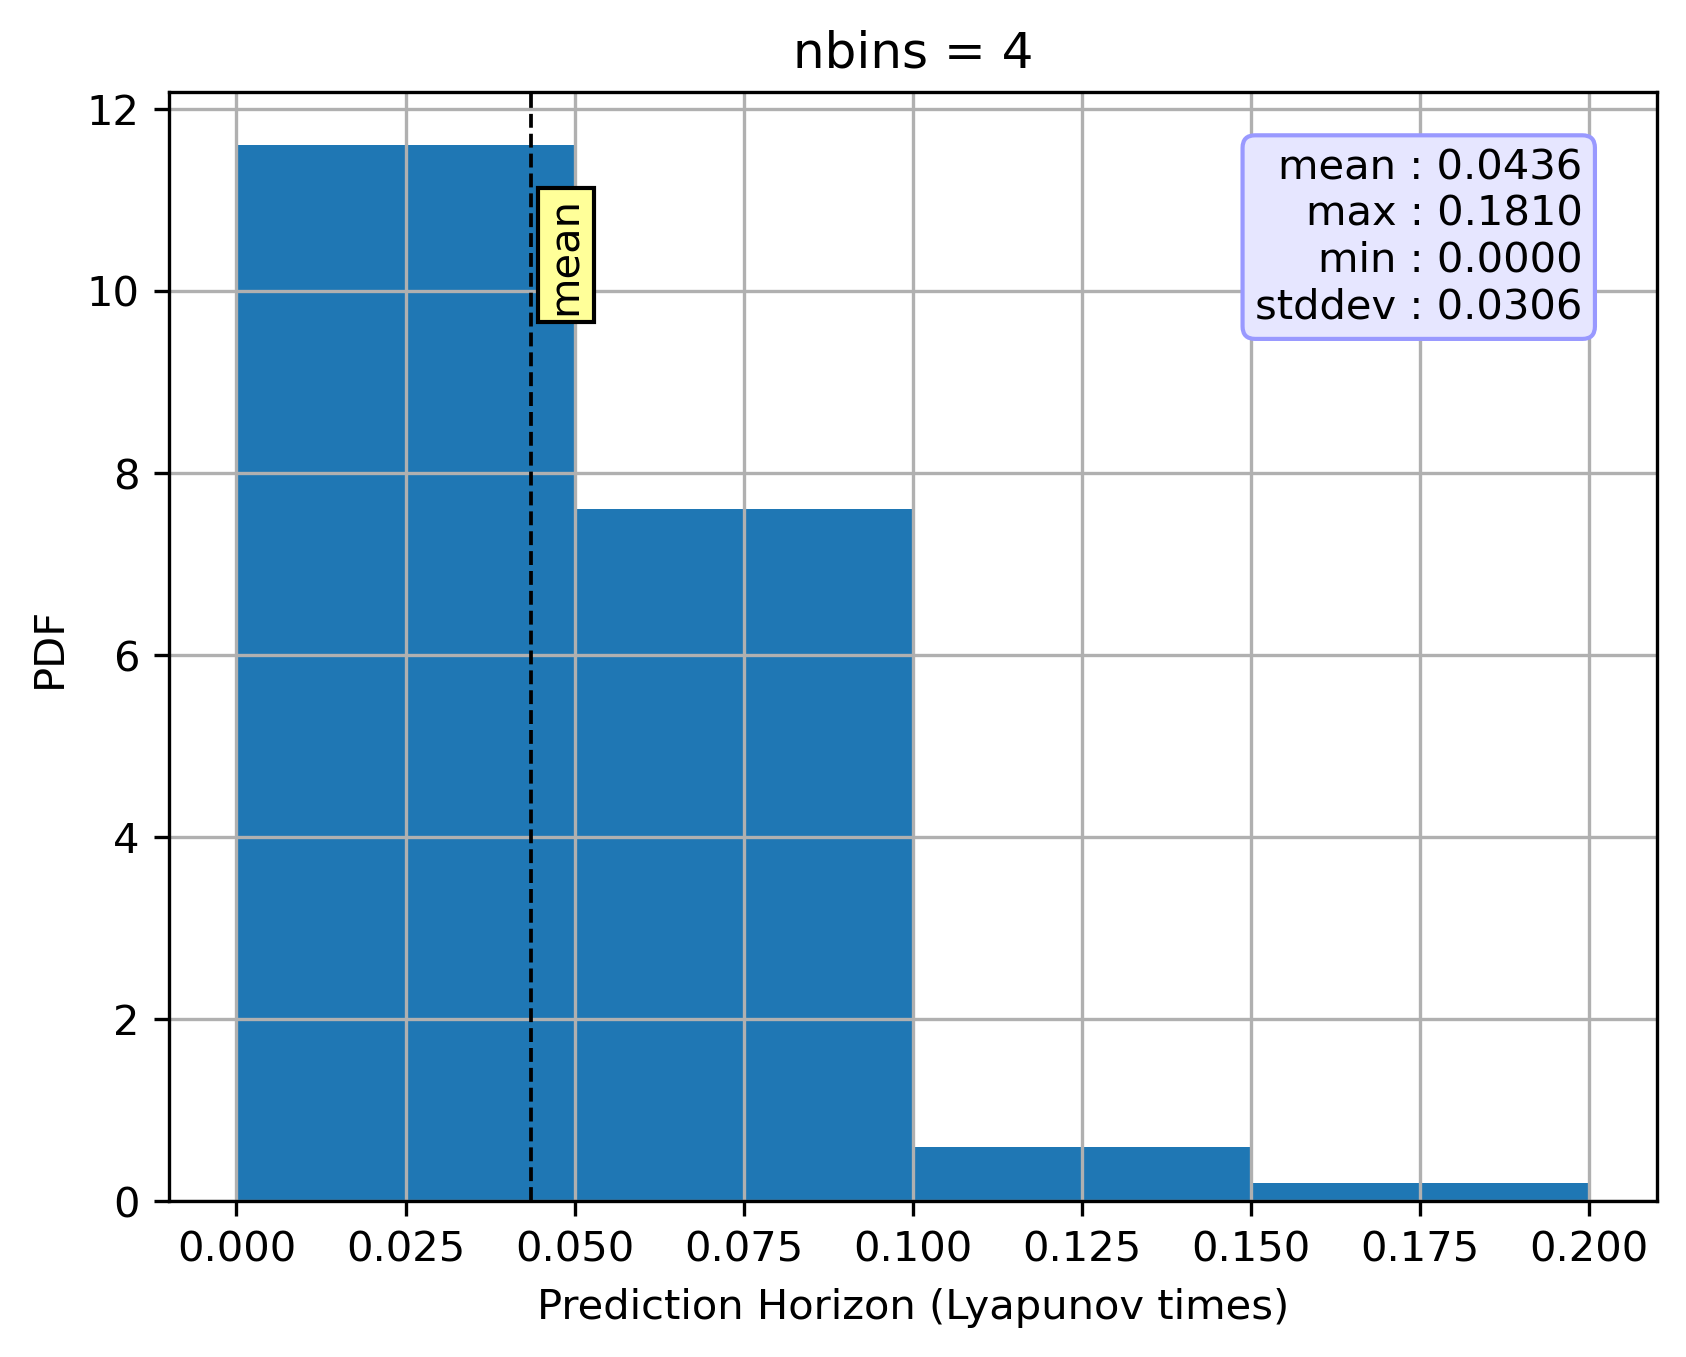 nbins = 4
12
10
8
6
4
2
0
PDF
mean
mean : 0.0436
max : 0.1810
min : 0.0000
stddev : 0.0306
0.000 0.025 0.050 0.075 0.100 0.125 0.150 0.175 0.200
Prediction Horizon (Lyapunov times)